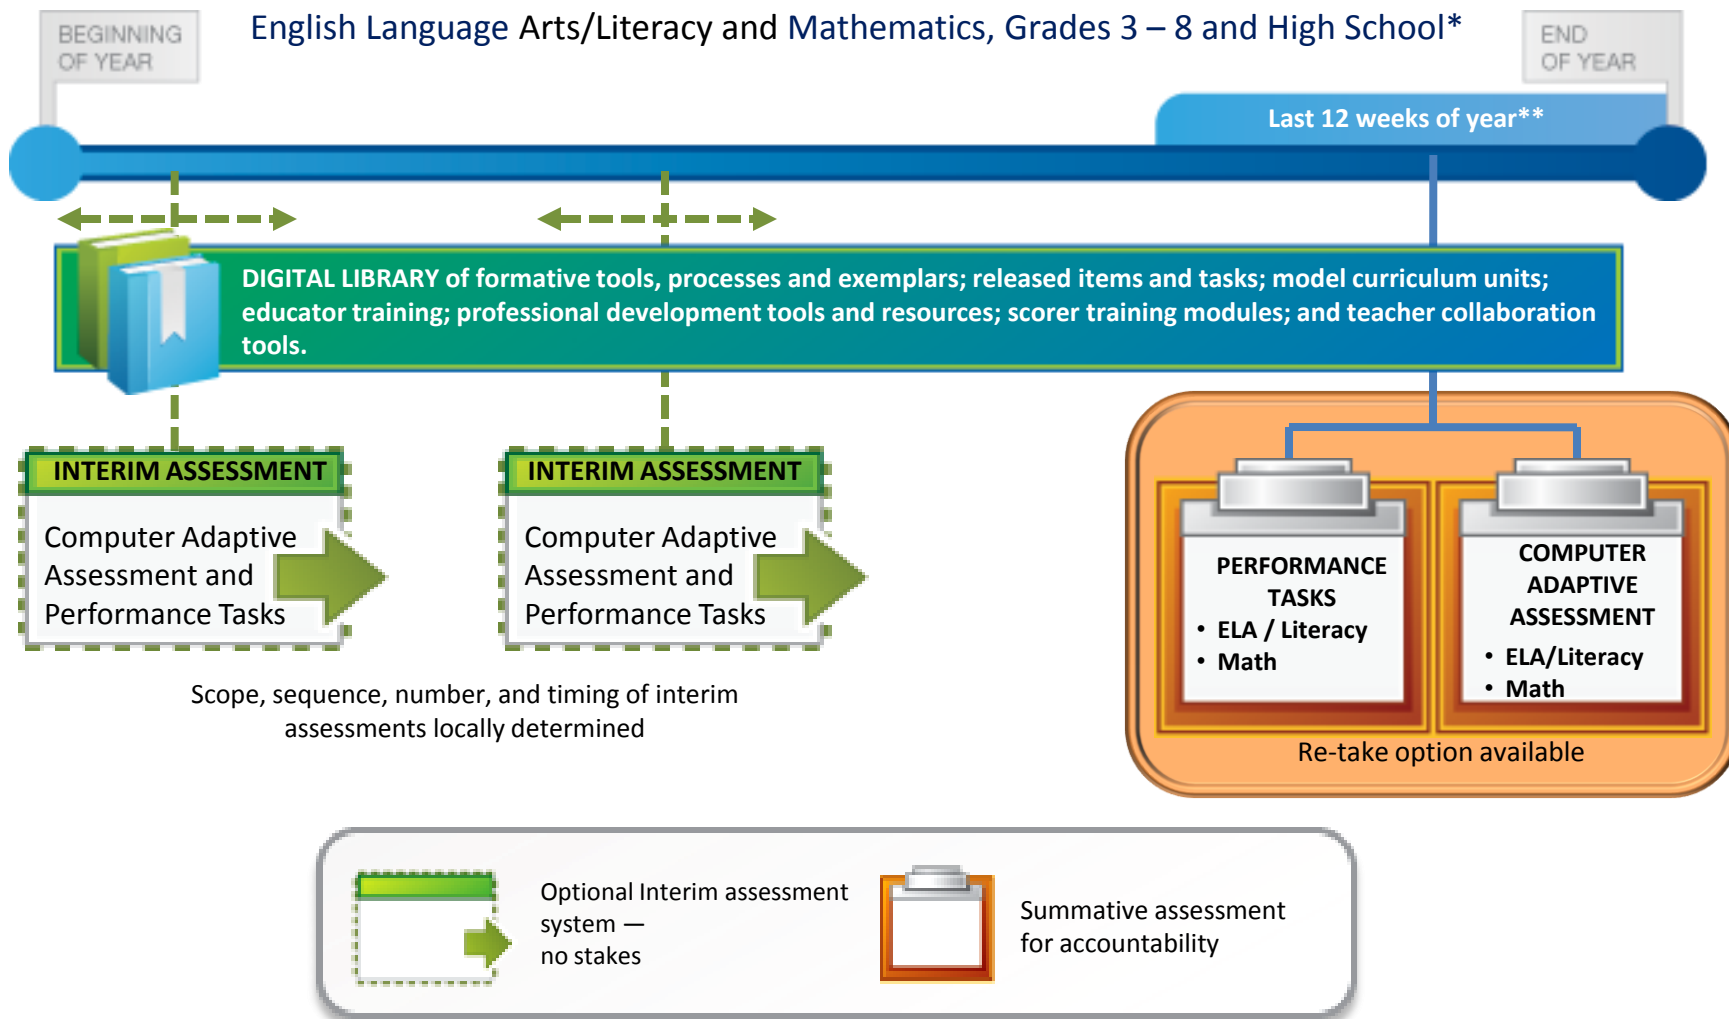 BEGINNING
OF YEAR
English Language Arts/Literacy and Mathematics, Grades 3 – 8 and High School*
END
OF YEAR
Last 12 weeks of year**
DIGITAL LIBRARY of formative tools, processes and exemplars; released items and tasks; model curriculum units;
educator training; professional development tools and resources; scorer training modules; and teacher collaboration
tools.
INTERIM ASSESSMENT
Computer Adaptive
Assessment and
Performance Tasks
INTERIM ASSESSMENT
Computer Adaptive
Assessment and
Performance Tasks
Scope, sequence, number, and timing of interim
assessments locally determined
PERFORMANCE
TASKS
• ELA / Literacy
• Math
COMPUTER
ADAPTIVE
ASSESSMENT
• ELA/Literacy
• Math
Re-take option available
Optional Interim assessment
system —
no stakes
Summative assessment
for accountability